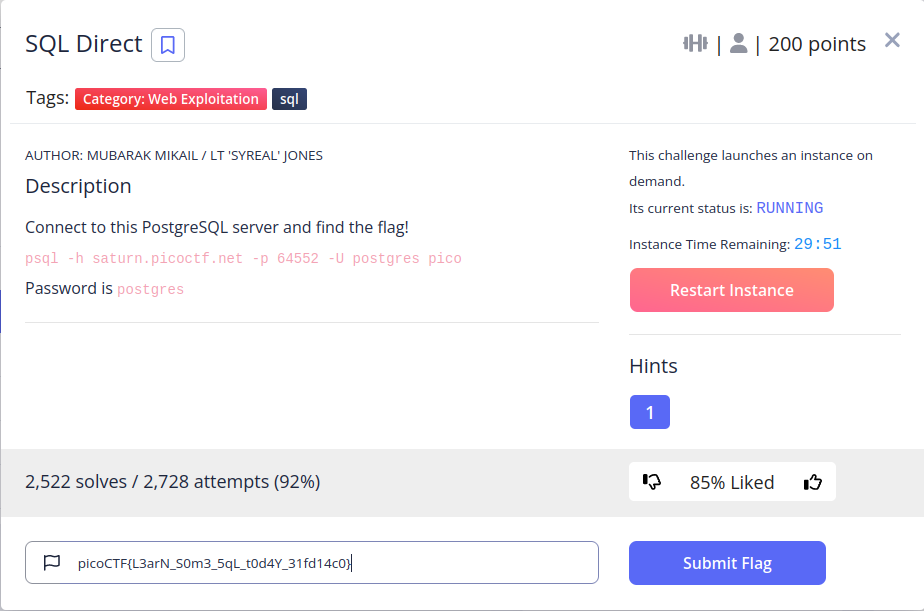 SQL Direct
| | 200 points
Tags: Category: Web Exploitation sql
AUTHOR: MUBARAK MIKAIL / LT 'SYREAL' JONES
Description
Connect to this PostgreSQL server and find the flag!
psql -h saturn.picoctf.net -p 64552 -U postgres pico
Password is postgres
This challenge launches an instance on
demand.
Its current status is: RUNNING
Instance Time Remaining: 29:51
Restart Instance
Hints
1
2,522 solves / 2,728 attempts (92%)
85% Liked
picoCTF{L3arN_S0m3_5qL_t0d4Y_31fd14c0}
Submit Flag